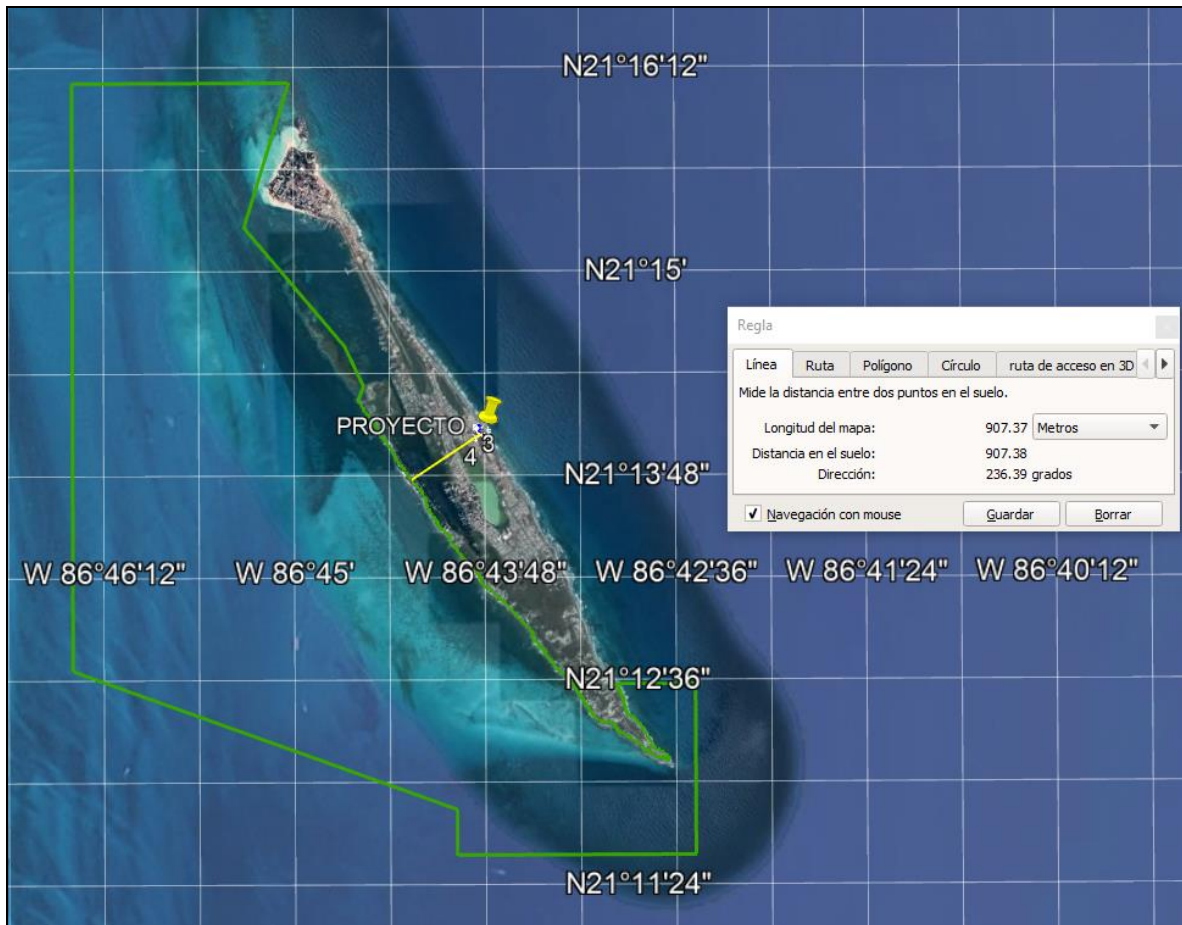 N21°16'12"
N21°15'
PROYECTO
3
4
N21°13'48"
W 86°46'12" W 86°45' W 86°43'48" W 86°42'36" W 86°41'24" W 86°40'12"
N21°12'36"
N21°11'24"
Regla
Línea Ruta Polígono Círculo ruta de acceso en 3D
Mide la distancia entre dos puntos en el suelo.
Longitud del mapa: 907.37 Metros
Distancia en el suelo: 907.38
Dirección: 236.39 grados
Navegación con mouse Guardar Borrar